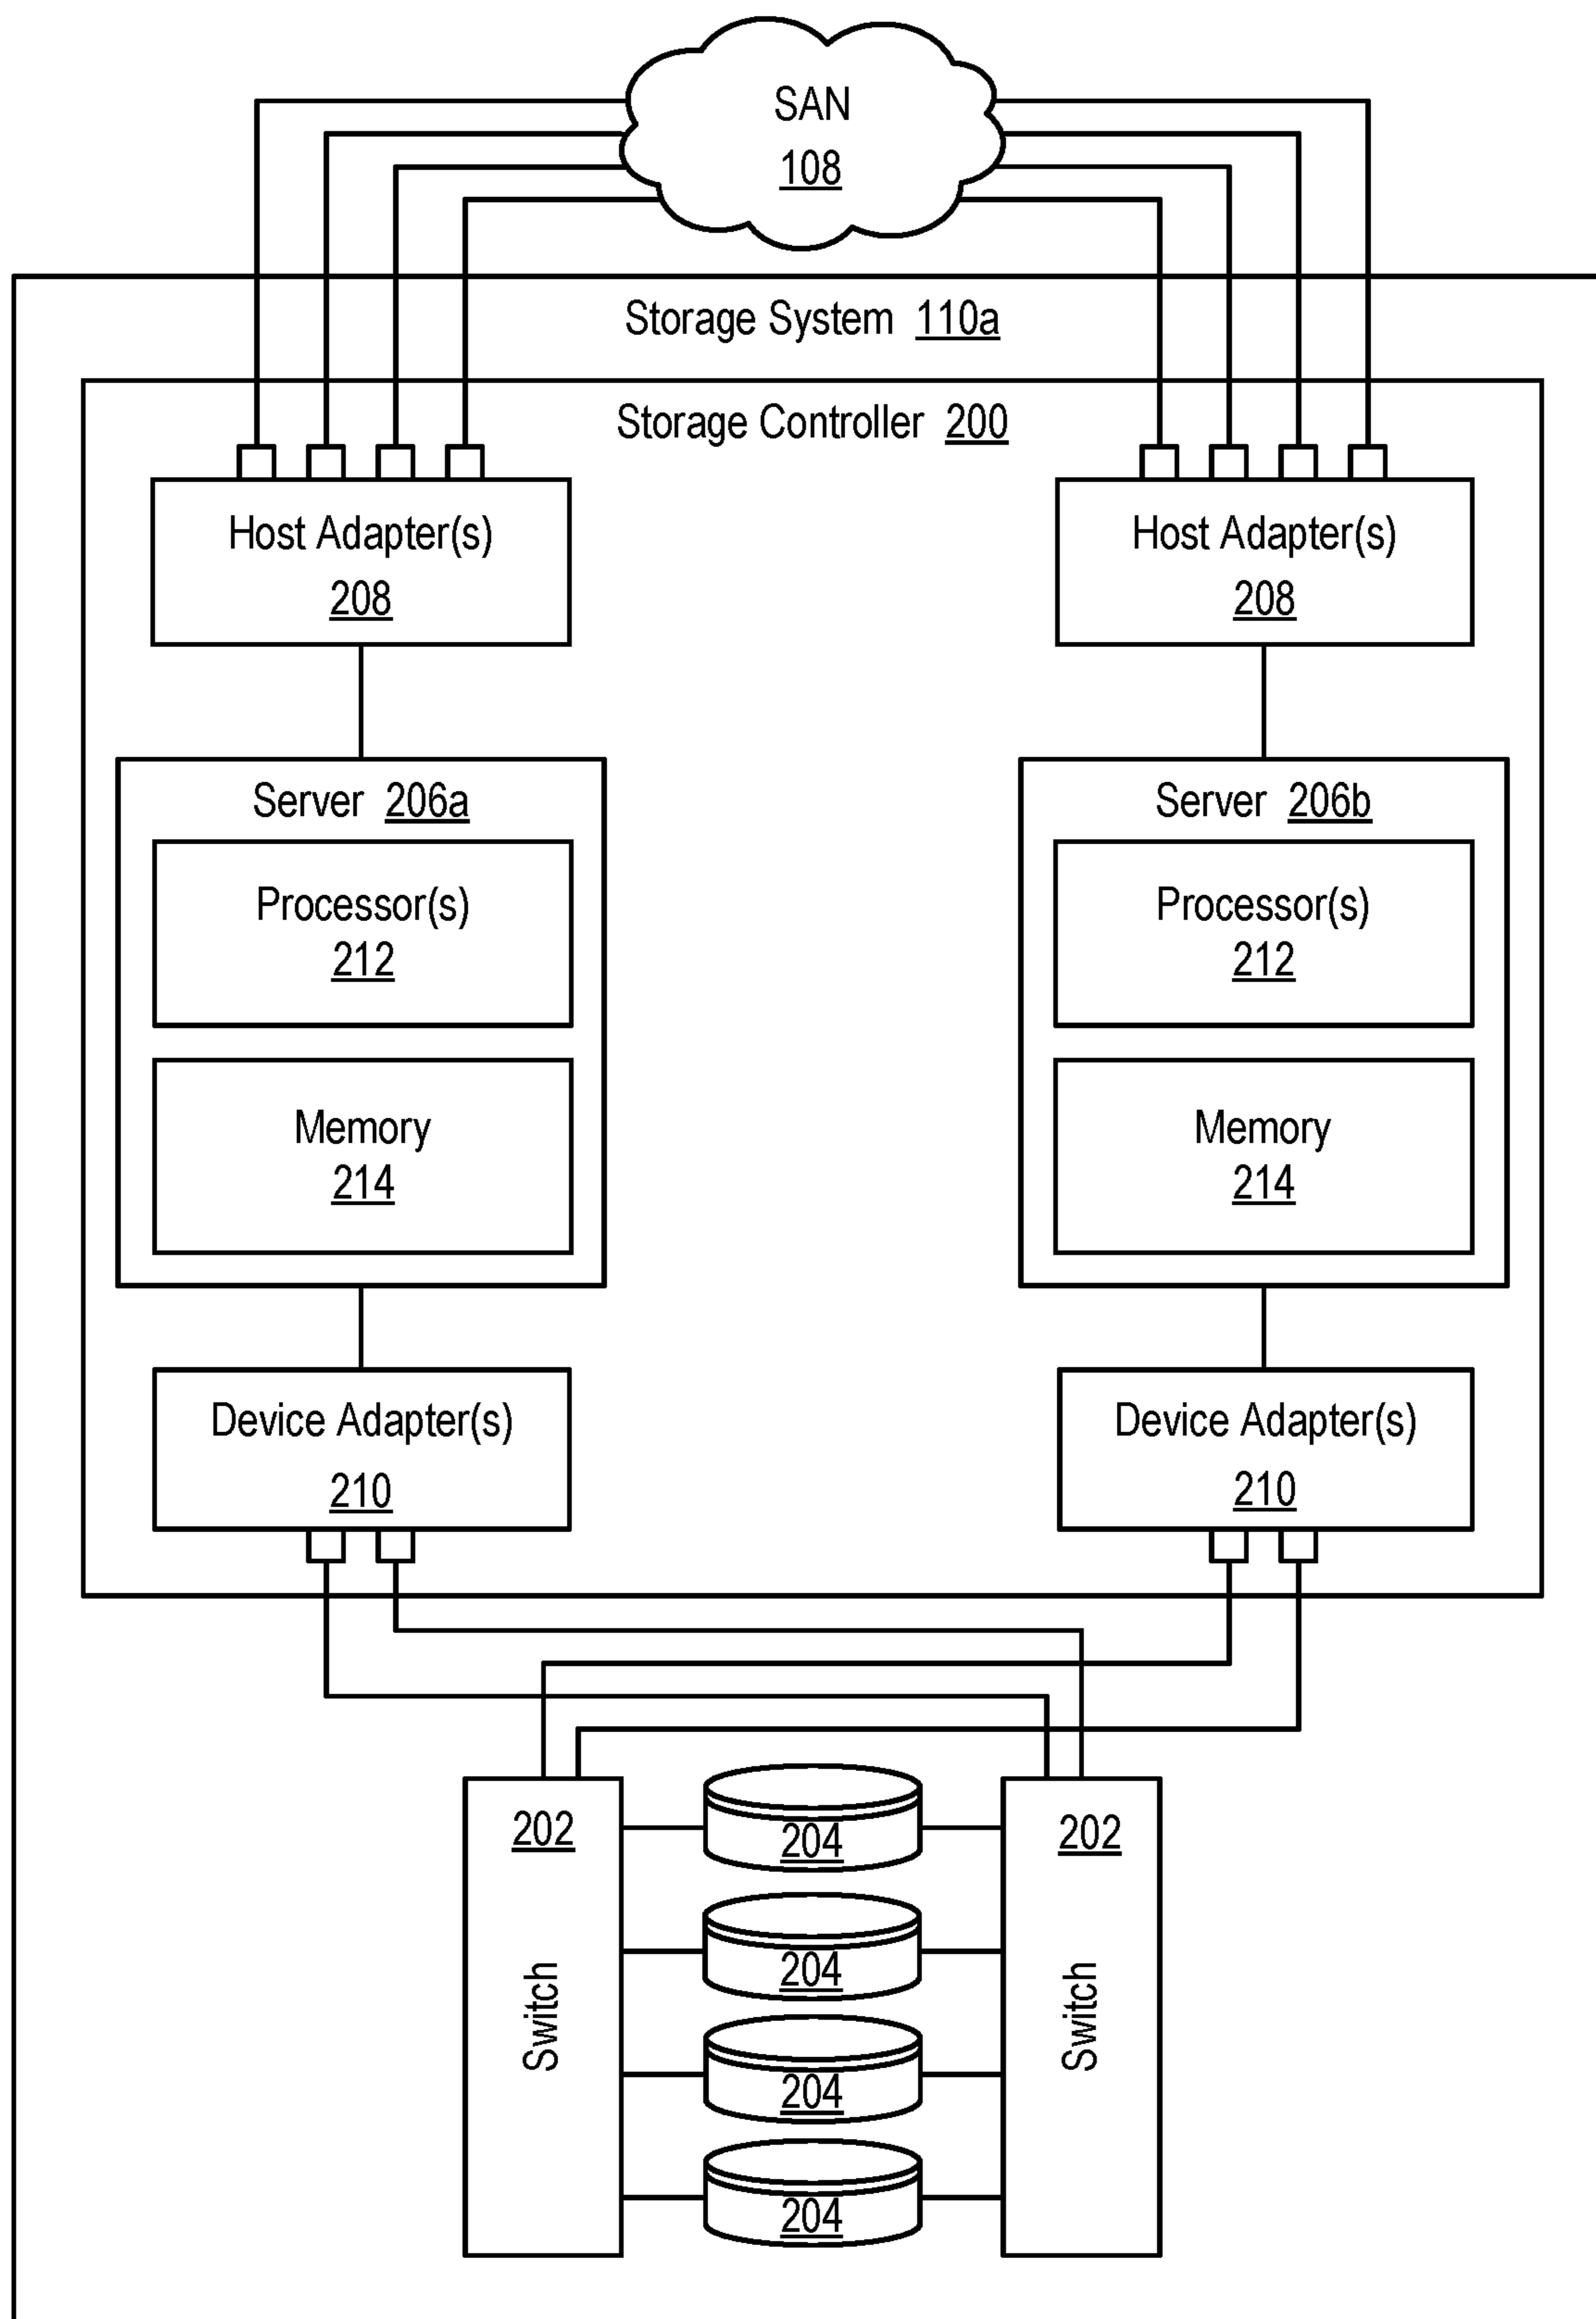 SAN
108
Storage System 110a
Storage Controller 200
Host Adapter(s)
208
Host Adapter(s)
208
Server 206a
Processor(s)
212
Memory
214
Server 206b
Processor(s)
212
Memory
214
Device Adapter(s)
210
Device Adapter(s)
210
202
Switch
204
204
204
204
202
Switch